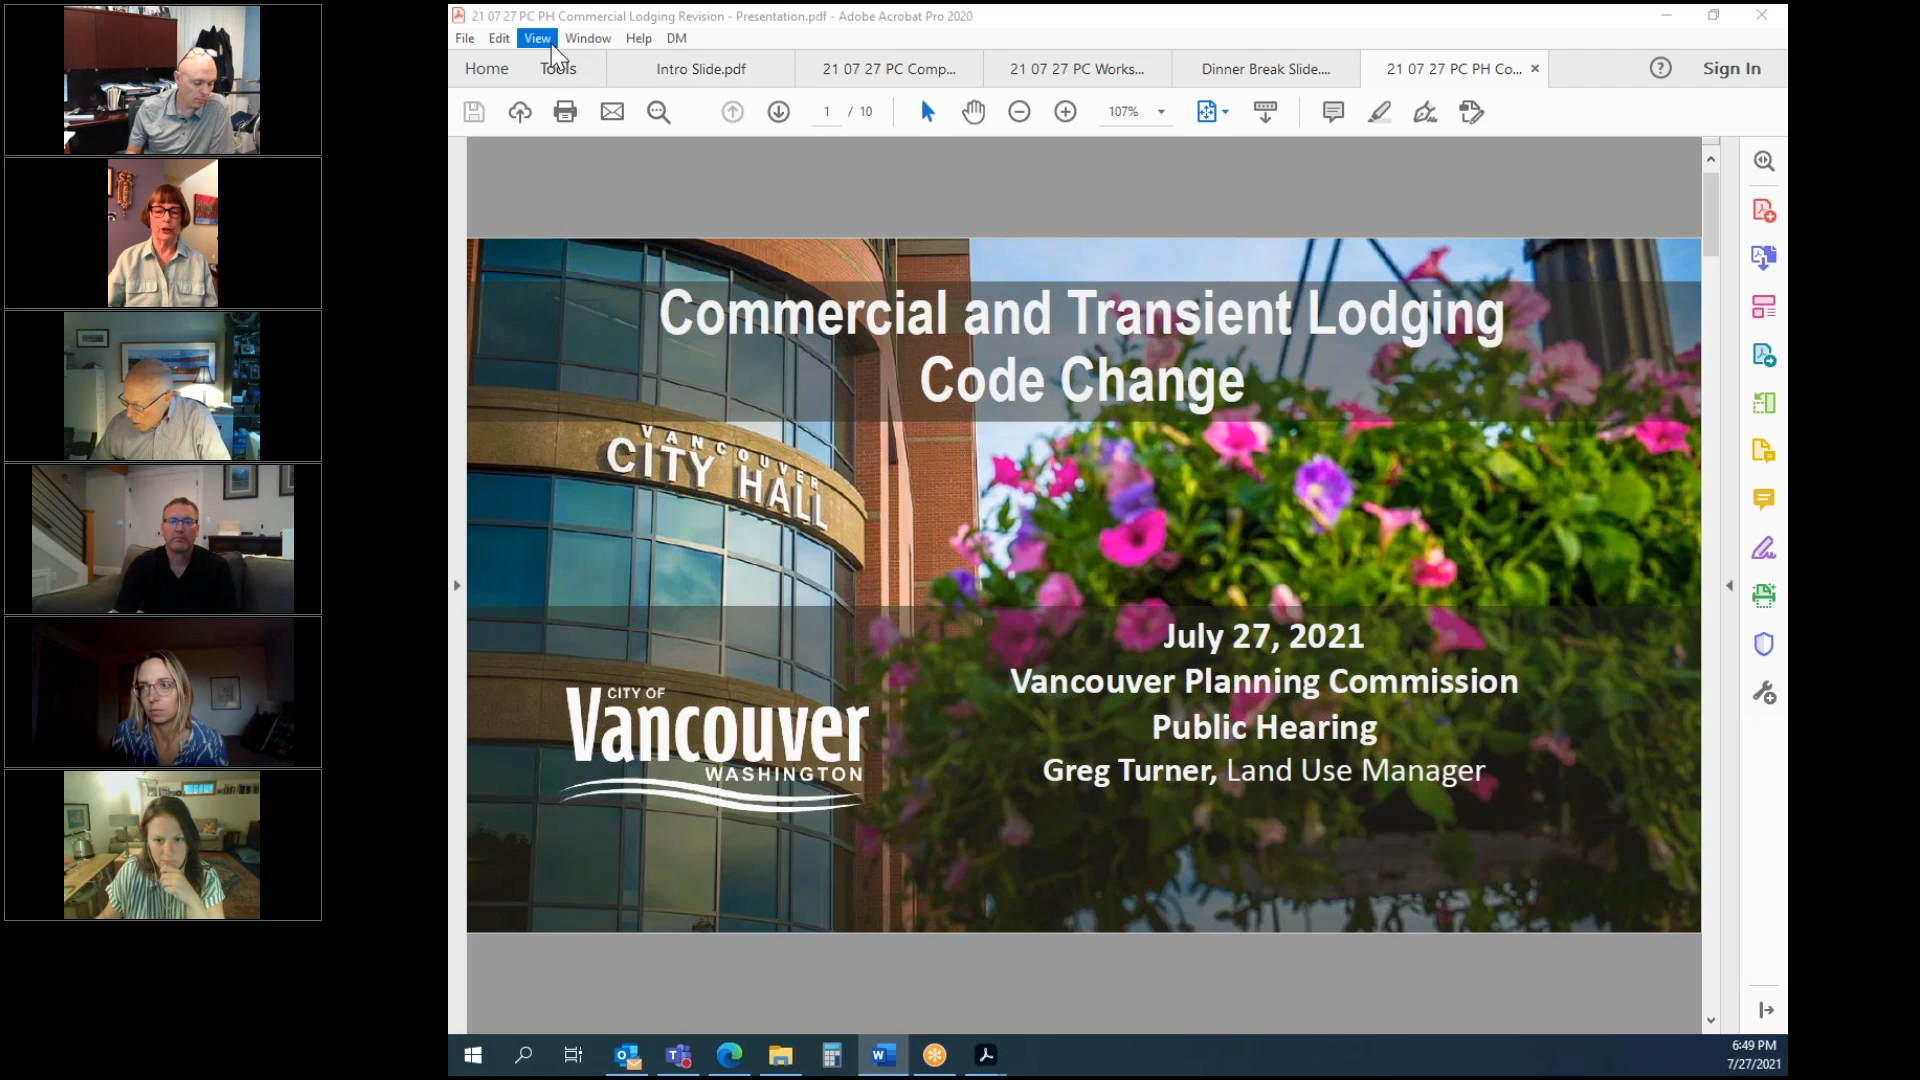 21 07 27 PC PH Commercial Lodging Revision - Presentation.pdf - Adobe Acrobat Pro 2020
File Edit View Window Help DM
Home Tools Intro Slide.pdf 21 07 27 PC Comp... 21 07 27 PC Works... Dinner Break Slide.... 21 07 27 PC PH Co... × Sign In
1 / 10 107%
Commercial and Transient Lodging
Code Change
VANCOUVER
CITY HALL
July 27, 2021
Vancouver Planning Commission
Public Hearing
Greg Turner, Land Use Manager
CITY OF
Vancouver
WASHINGTON
6:49 PM
7/27/2021